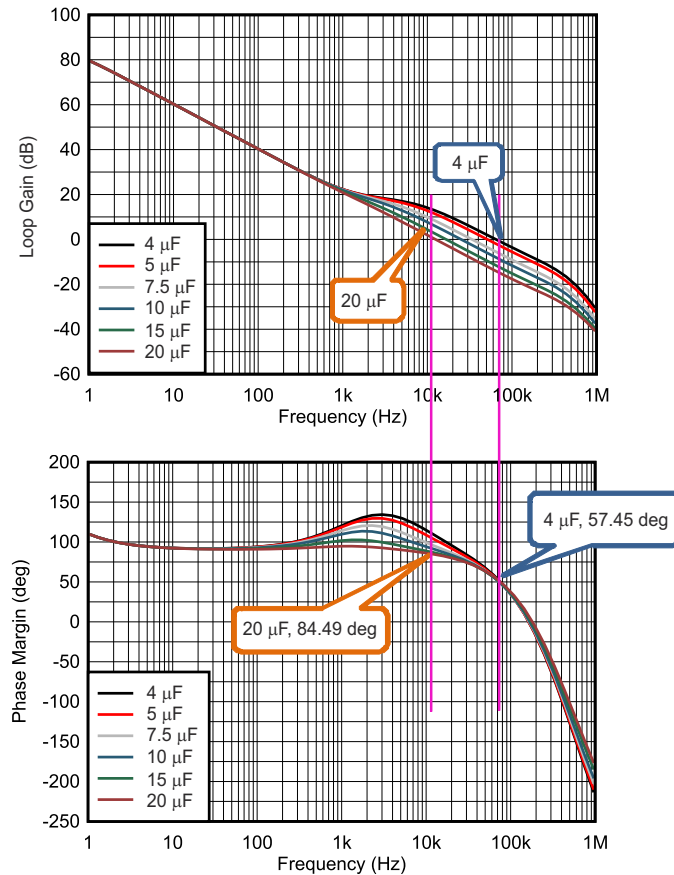 100
80
60
40
20
0
-20
-40
-60
Loop Gain (dB)
4 μF
20 μF
4 μF
5 μF
7.5 μF
10 μF
15 μF
20 μF
1 10 100 1k 10k 100k 1M
Frequency (Hz)
200
150
100
50
0
-50
-100
-150
-200
-250
Phase Margin (deg)
4 μF, 57.45 deg
20 μF, 84.49 deg
4 μF
5 μF
7.5 μF
10 μF
15 μF
20 μF
1 10 100 1k 10k 100k 1M
Frequency (Hz)